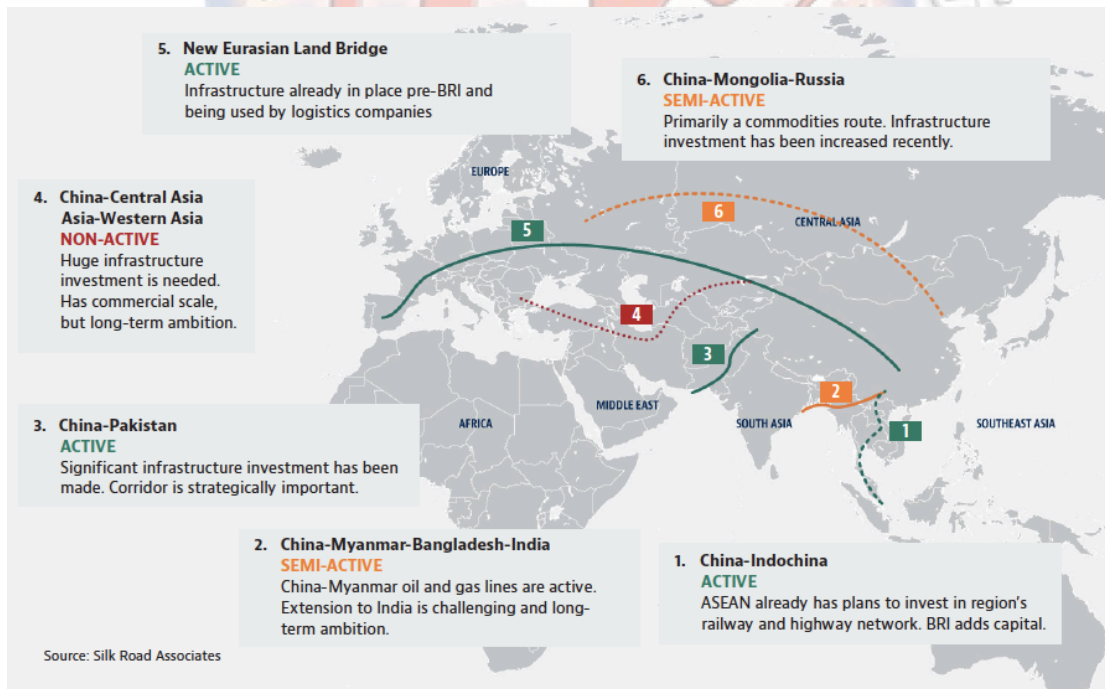 5. New Eurasian Land Bridge
ACTIVE
Infrastructure already in place pre-BRI and
being used by logistics companies
6. China-Mongolia-Russia
SEMI-ACTIVE
Primarily a commodities route. Infrastructure
investment has been increased recently.
4. China-Central Asia
Asia-Western Asia
NON-ACTIVE
Huge infrastructure
investment is needed.
Has commercial scale,
but long-term ambition.
EUROPE
CENTRAL ASIA
6
5
4
3
2
1
MIDDLE EAST
AFRICA
SOUTH ASIA
SOUTHEAST ASIA
3. China-Pakistan
ACTIVE
Significant infrastructure investment has been
made. Corridor is strategically important.
2. China-Myanmar-Bangladesh-India
SEMI-ACTIVE
China-Myanmar oil and gas lines are active.
Extension to India is challenging and long-
term ambition.
1. China-Indochina
ACTIVE
ASEAN already has plans to invest in region's
railway and highway network. BRI adds capital.
Source: Silk Road Associates